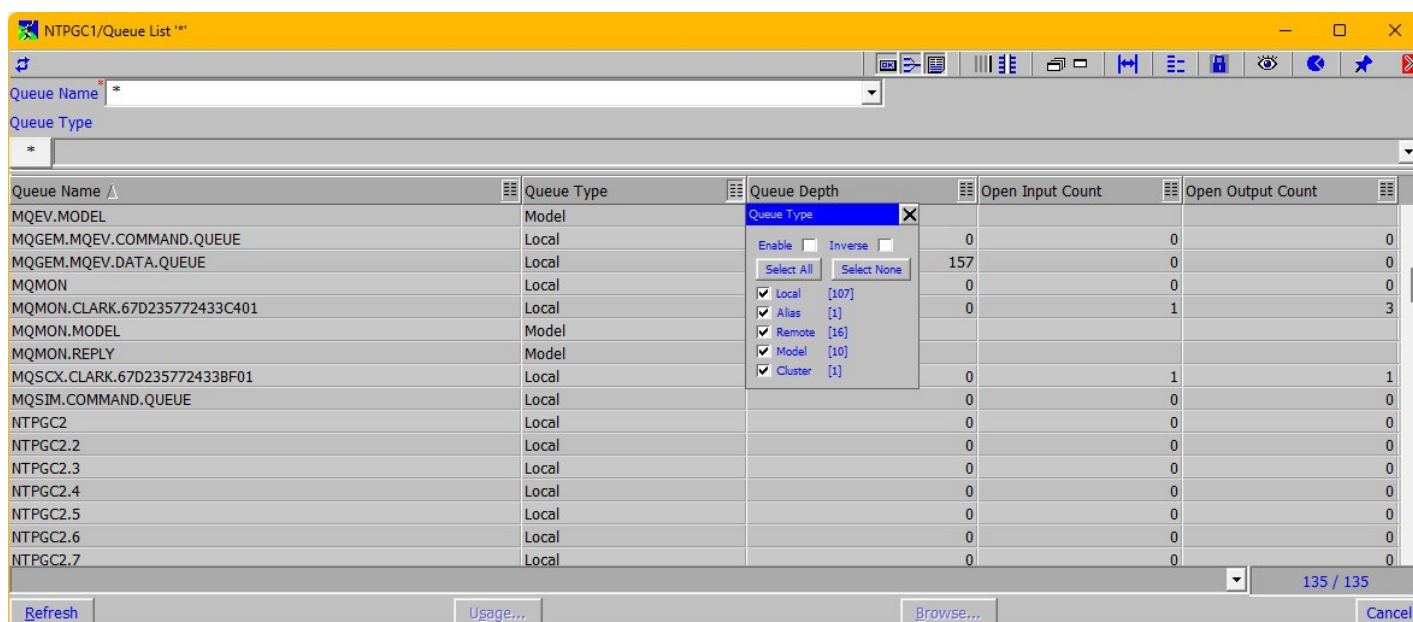 NTPGC1/Queue List '*'
Queue Name * *
Queue Type
*
Queue Name Queue Type Queue Depth Open Input Count Open Output Count
MQEV.MODEL Model
MQGEM.MQEV.COMMAND.QUEUE Local 0 0 0
MQGEM.MQEV.DATA.QUEUE Local 157 0 0
MQMON Local 0 0 0
MQMON.CLARK.67D235772433C401 Local 0 1 3
MQMON.MODEL Model
MQMON.REPLY Model
MQSCX.CLARK.67D235772433BF01 Local 0 1 1
MQSIM.COMMAND.QUEUE Local 0 0
NTPGC2 Local 0 0 0
NTPGC2.2 Local 0 0 0
NTPGC2.3 Local 0 0 0
NTPGC2.4 Local 0 0 0
NTPGC2.5 Local 0 0 0
NTPGC2.6 Local 0 0 0
NTPGC2.7 Local 0 0 0
Queue Type
Enable Inverse
Select All Select None
Local [107]
Alias [1]
Remote [16]
Model [10]
Cluster [1]
135 / 135
Refresh Usage... Browse... Cancel